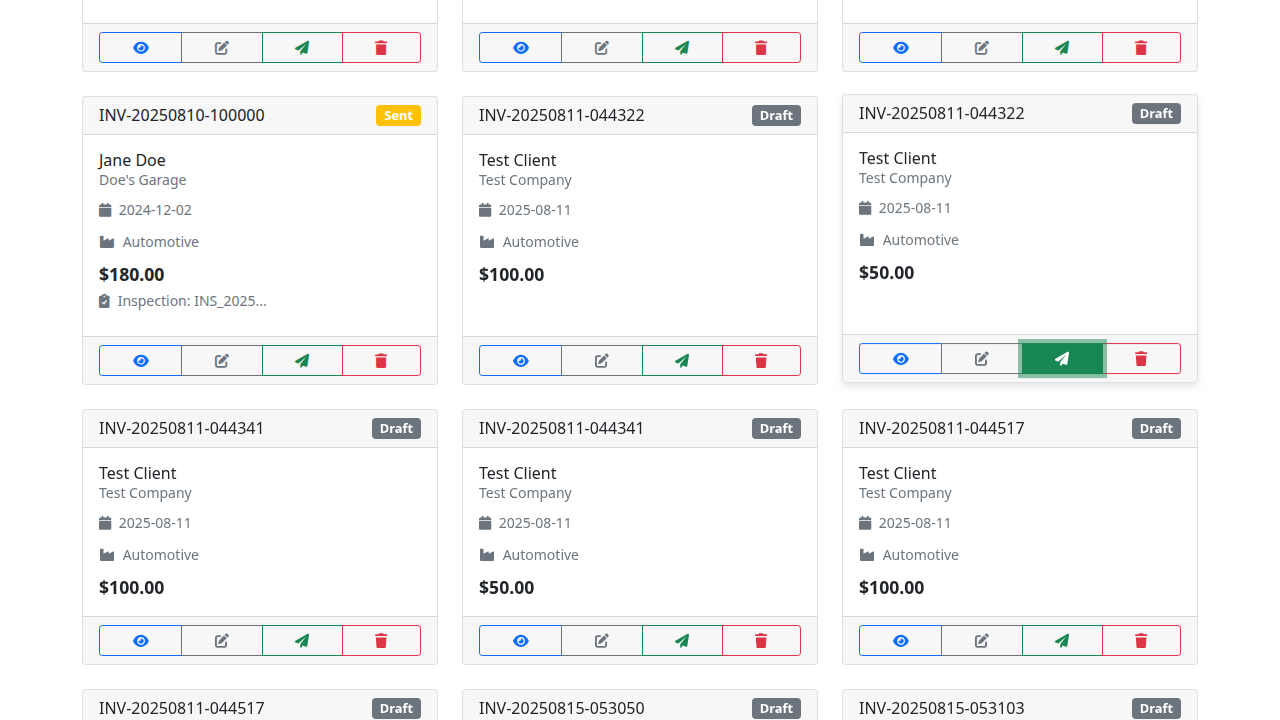 INV-20250810-100000 Sent
Jane Doe
Doe's Garage
2024-12-02
Automotive
$180.00
Inspection: INS_2025...
INV-20250811-044322 Draft
Test Client
Test Company
2025-08-11
Automotive
$100.00
INV-20250811-044322 Draft
Test Client
Test Company
2025-08-11
Automotive
$50.00
INV-20250811-044341 Draft
Test Client
Test Company
2025-08-11
Automotive
$100.00
INV-20250811-044341 Draft
Test Client
Test Company
2025-08-11
Automotive
$50.00
INV-20250811-044517 Draft
Test Client
Test Company
2025-08-11
Automotive
$100.00
INV-20250811-044517 Draft
INV-20250815-053050 Draft
INV-20250815-053103 Draft